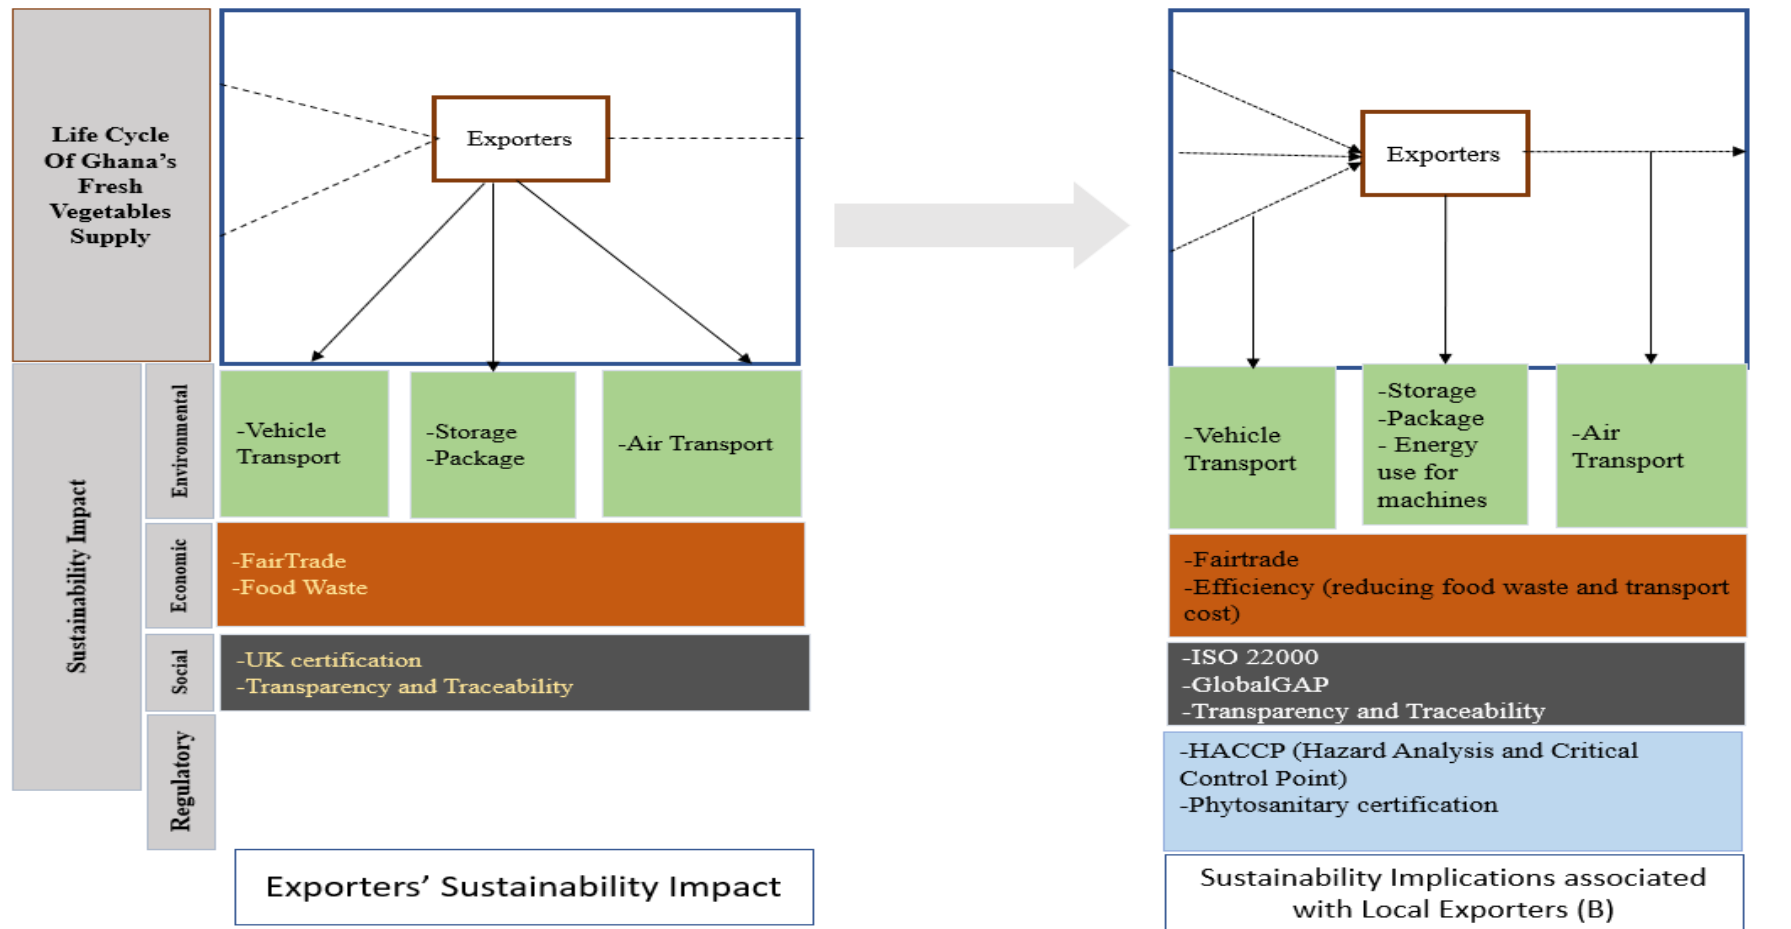 Life Cycle
Of Ghana's
Fresh
Vegetables
Supply
Exporters
Exporters
Sustainability Impact
Environmental
-Vehicle
Transport
-Storage
-Package
-Air Transport
-Vehicle
Transport
-Storage
-Package
- Energy
use for
machines
-Air
Transport
Economic
-FairTrade
-Food Waste
-Fairtrade
-Efficiency (reducing food waste and transport
cost)
Social
-UK certification
-Transparency and Traceability
-ISO 22000
-GlobalGAP
-Transparency and Traceability
Regulatory
-HACCP (Hazard Analysis and Critical
Control Point)
-Phytosanitary certification
Exporters’ Sustainability Impact
Sustainability Implications associated
with Local Exporters (B)